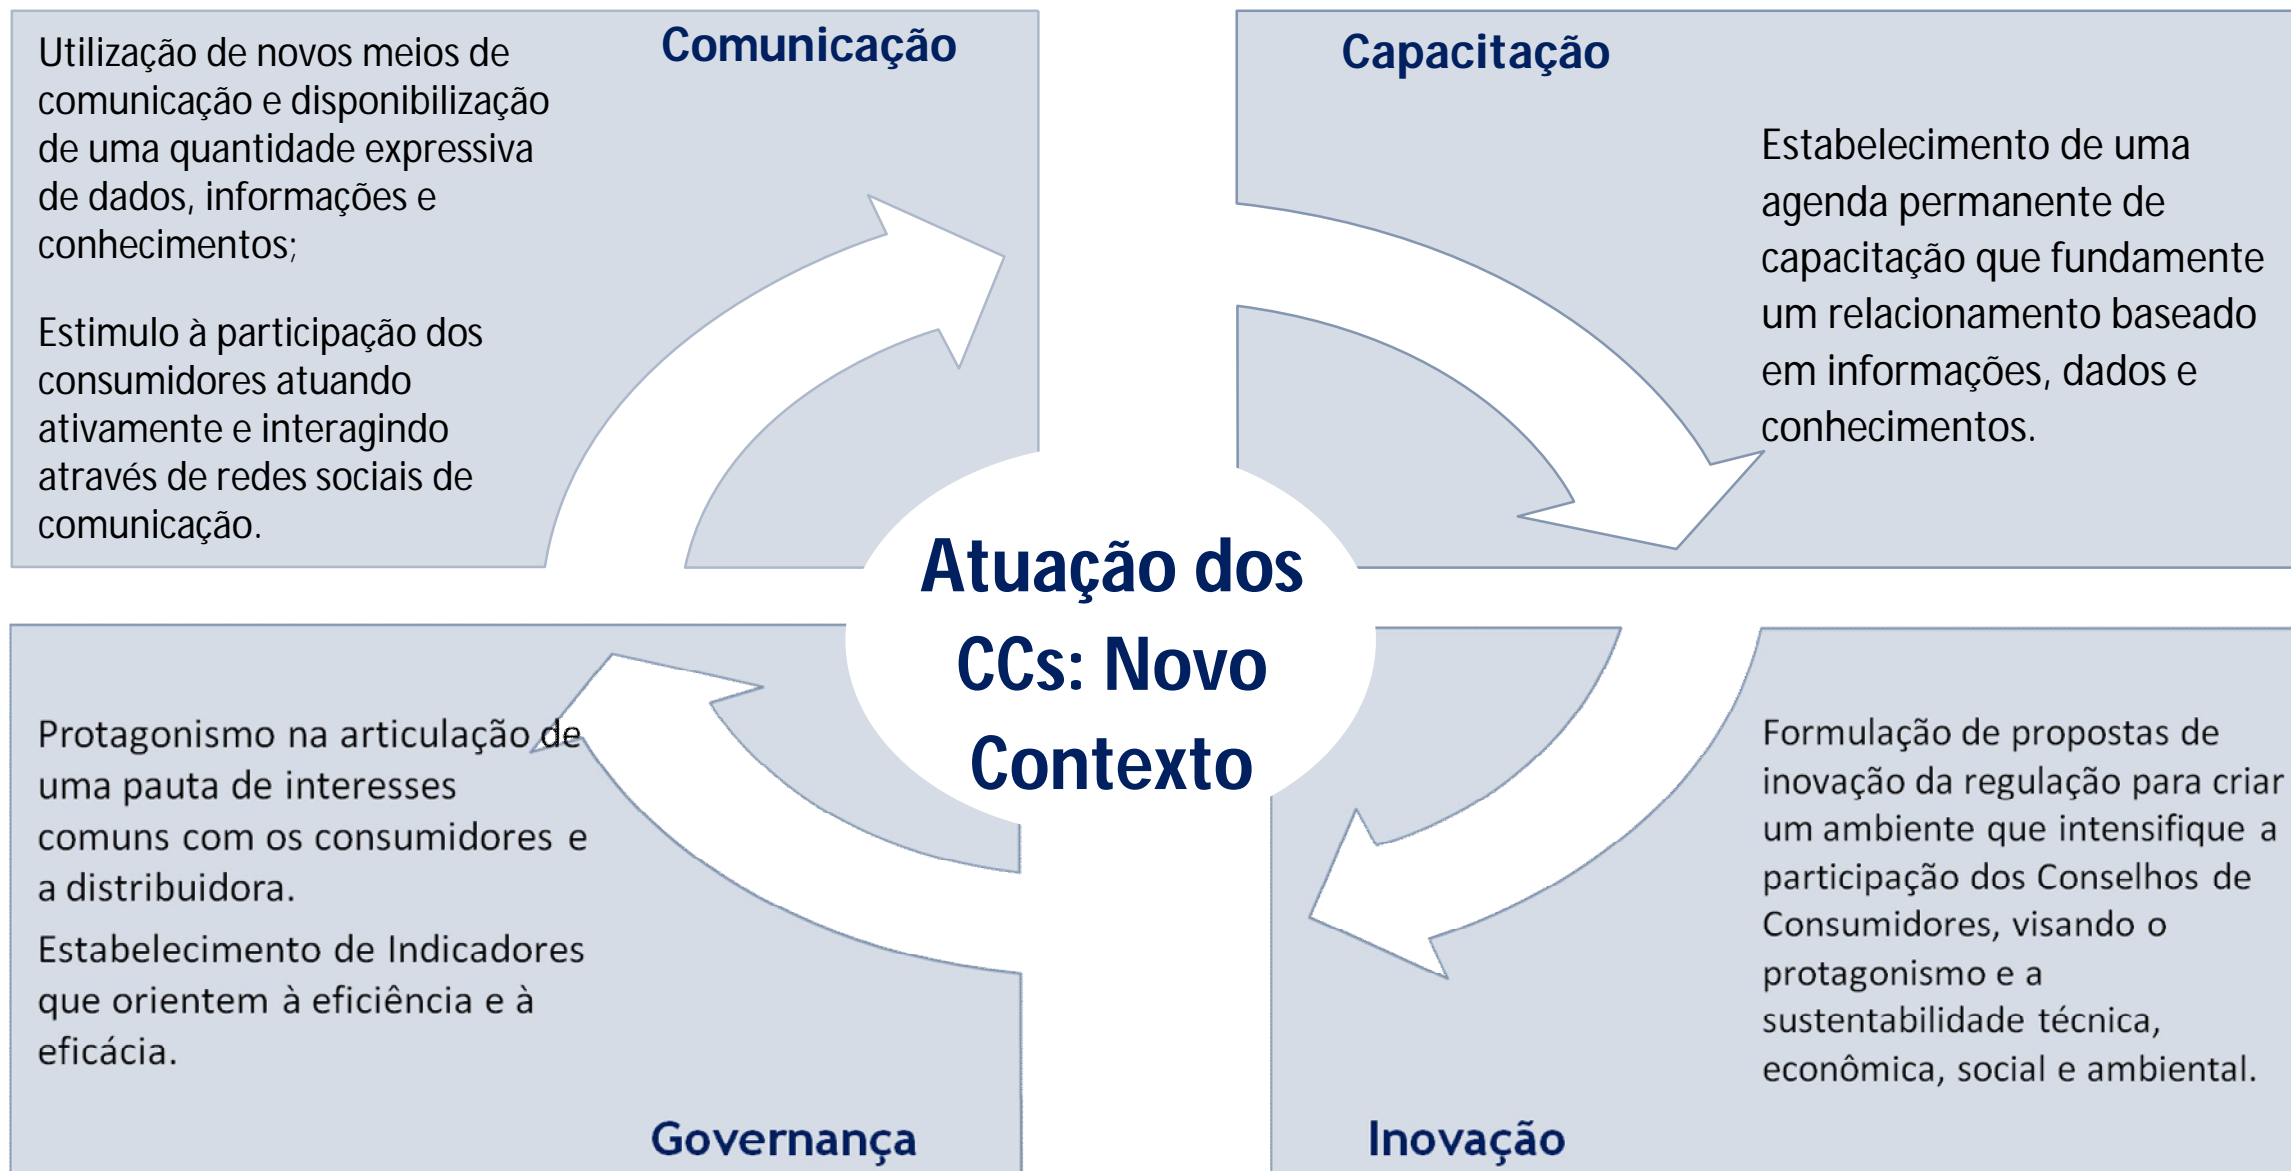 Comunicação
Utilização de novos meios de
comunicação e disponibilização
de uma quantidade expressiva
de dados, informações e
conhecimentos;
Estimulo à participação dos
consumidores atuando
ativamente e interagindo
através de redes sociais de
comunicação.
Capacitação
Estabelecimento de uma
agenda permanente de
capacitação que fundamente
um relacionamento baseado
em informações, dados e
conhecimentos.
Atuação dos
CCs: Novo
Contexto
Protagonismo na articulação de
uma pauta de interesses
comuns com os consumidores e
a distribuidora.
Estabelecimento de Indicadores
que orientem à eficiência e à
eficácia.
Governança
Formulação de propostas de
inovação da regulação para criar
um ambiente que intensifique a
participação dos Conselhos de
Consumidores, visando o
protagonismo e a
sustentabilidade técnica,
econômica, social e ambiental.
Inovação